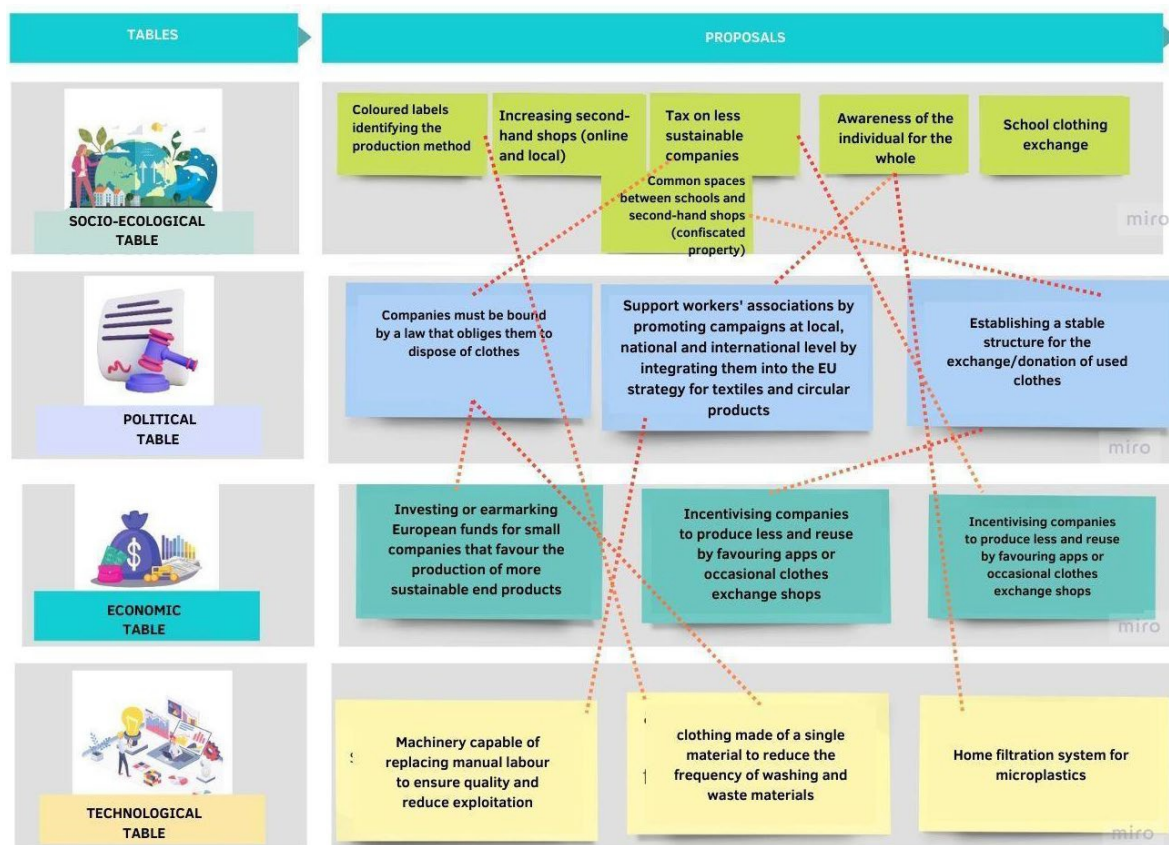 TABLES
PROPOSALS
SOCIO-ECOLOGICAL
TABLE
Coloured labels
identifying the
production method
Increasing second-
hand shops (online
and local)
Tax on less
sustainable
companies
Common spaces
between schools and
second-hand shops
(confiscated
property)
Awareness of the
individual for the
whole
School clothing
exchange
miro
POLITICAL
TABLE
Companies must be bound
by a law that obliges them to
dispose of clothes
Support workers' associations by
promoting campaigns at local,
national and international level by
integrating them into the EU
strategy for textiles and circular
products
Establishing a stable
structure for the
exchange/donation of used
clothes
miro
ECONOMIC
TABLE
Investing or earmarking
European funds for small
companies that favour the
production of more
sustainable end products
Incentivising companies
to produce less and reuse
by favouring apps or
occasional clothes
exchange shops
Incentivising companies
to produce less and reuse
by favouring apps or
occasional clothes
exchange shops
miro
TECHNOLOGICAL
TABLE
Machinery capable of
replacing manual labour
to ensure quality and
reduce exploitation
clothing made of a single
material to reduce the
frequency of washing and
waste materials
Home filtration system for
microplastics
miro